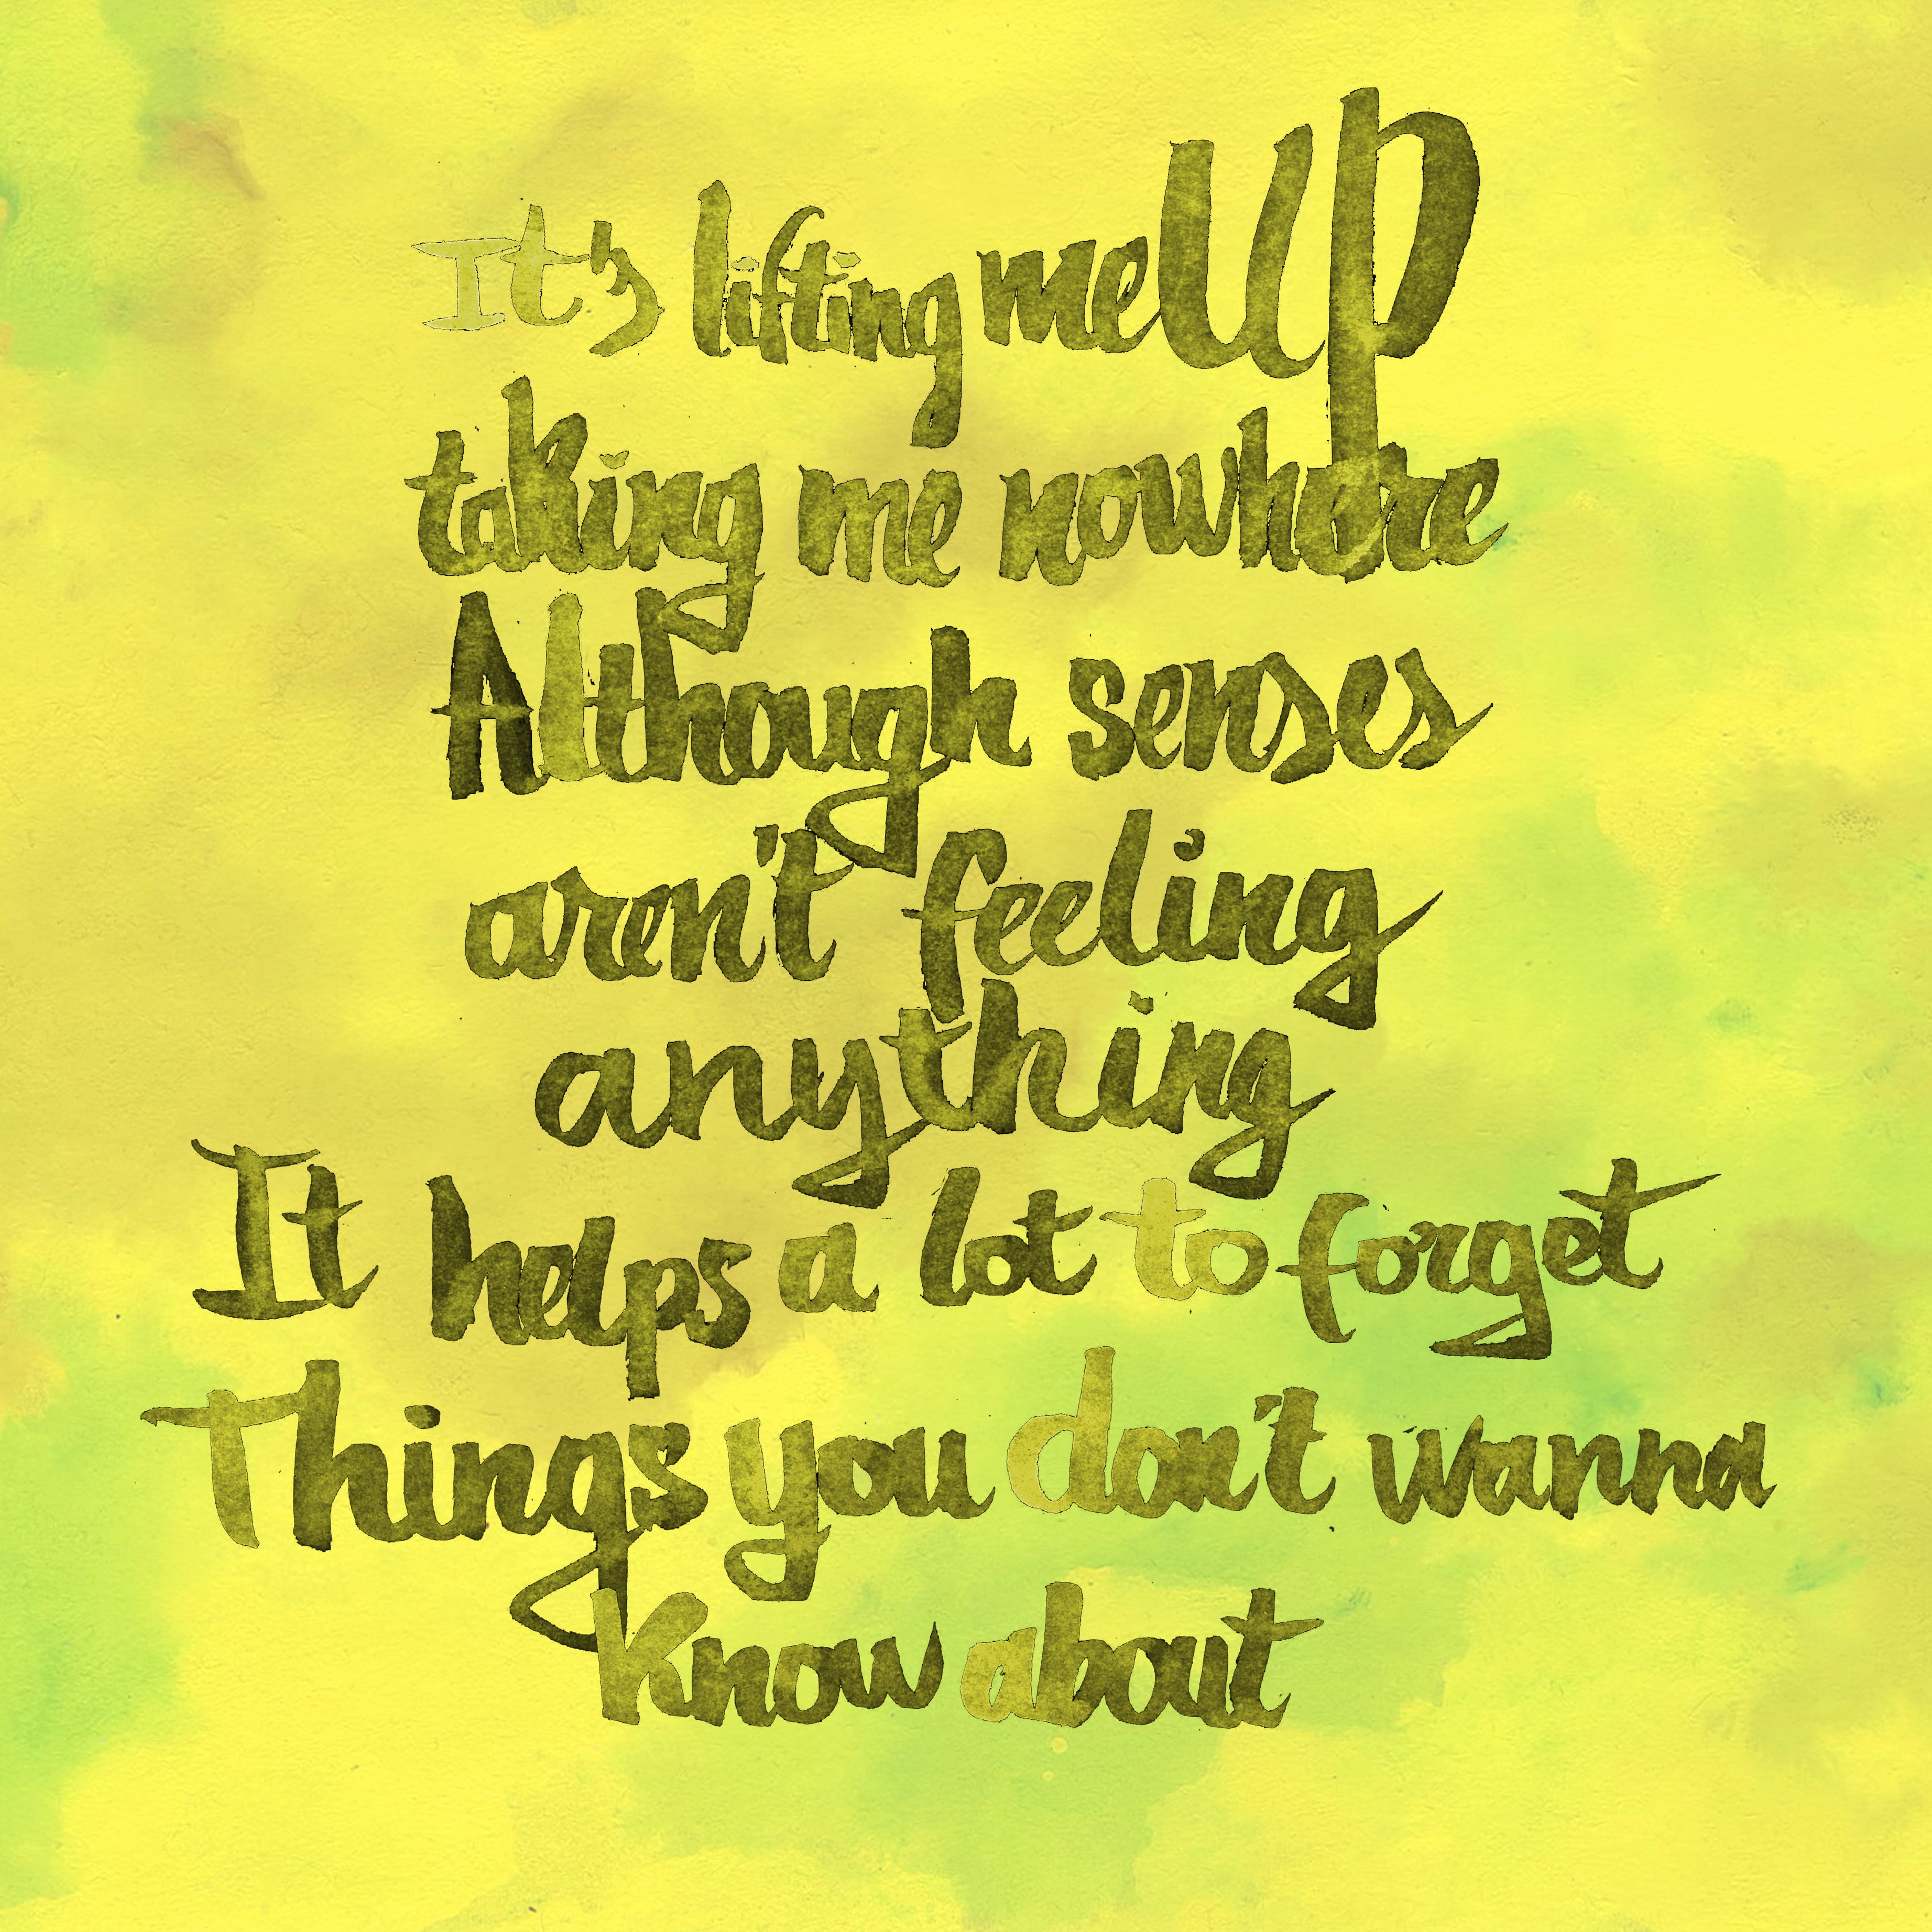 It's lifting me UP
taking me nowhere
Although senses
aren't feeling
anything
It helps a lot to forget
Things you don't wanna
Know about